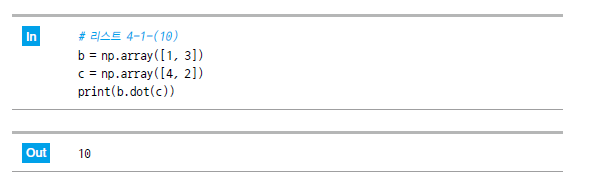 In
# 리스트 4-1-(10)
b = np.array([1, 3])
c = np.array([4, 2])
print(b.dot(c))
Out
10